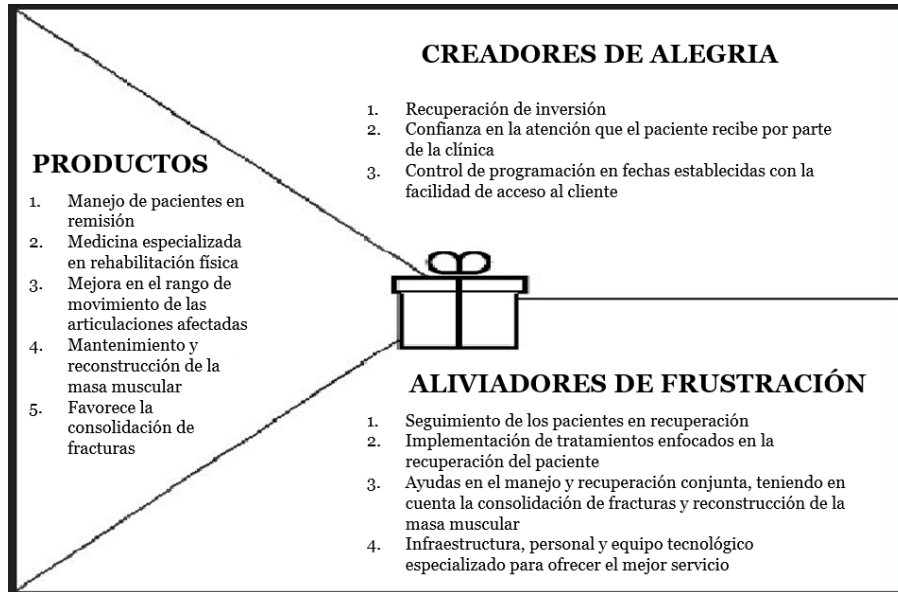 CREADORES DE ALEGRIA
1. Recuperación de inversión
2. Confianza en la atención que el paciente recibe por parte
de la clínica
3. Control de programación en fechas establecidas con la
facilidad de acceso al cliente
PRODUCTOS
1. Manejo de pacientes en
remisión
2. Medicina especializada
en rehabilitación física
3. Mejora en el rango de
movimiento de las
articulaciones afectadas
4. Mantenimiento y
reconstrucción de la
masa muscular
5. Favorece la
consolidación de
fracturas
ALIVIADORES DE FRUSTRACIÓN
1. Seguimiento de los pacientes en recuperación
2. Implementación de tratamientos enfocados en la
recuperación del paciente
3. Ayudas en el manejo y recuperación conjunta, teniendo en
cuenta la consolidación de fracturas y reconstrucción de la
masa muscular
4. Infraestructura, personal y equipo tecnológico
especializado para ofrecer el mejor servicio